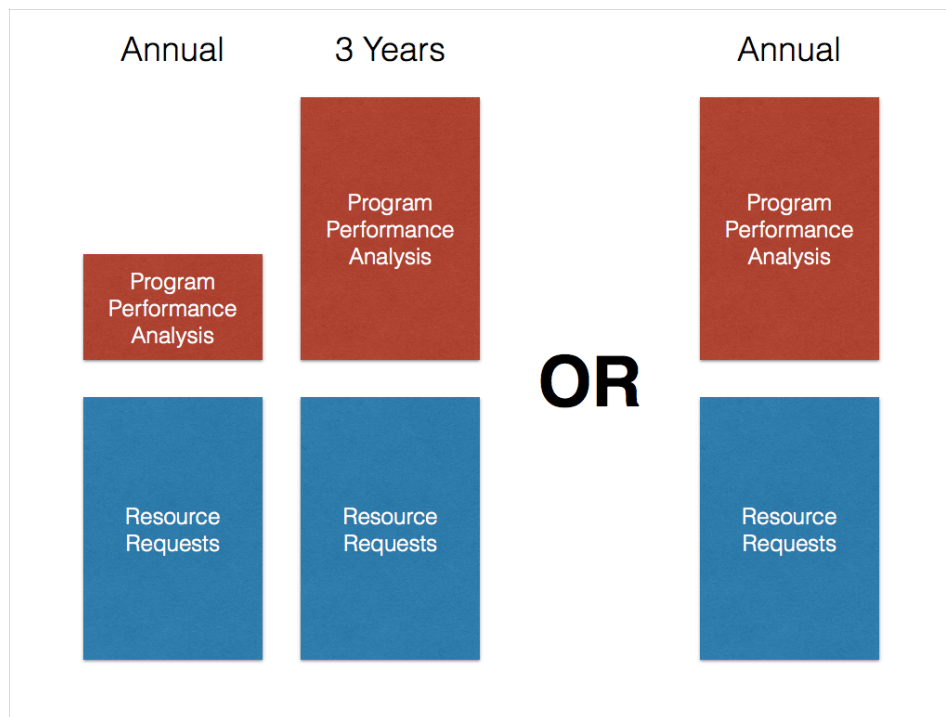 Annual
3 Years
Annual
Program
Performance
Analysis
Program
Performance
Analysis
Program
Performance
Analysis
OR
Resource
Requests
Resource
Requests
Resource
Requests